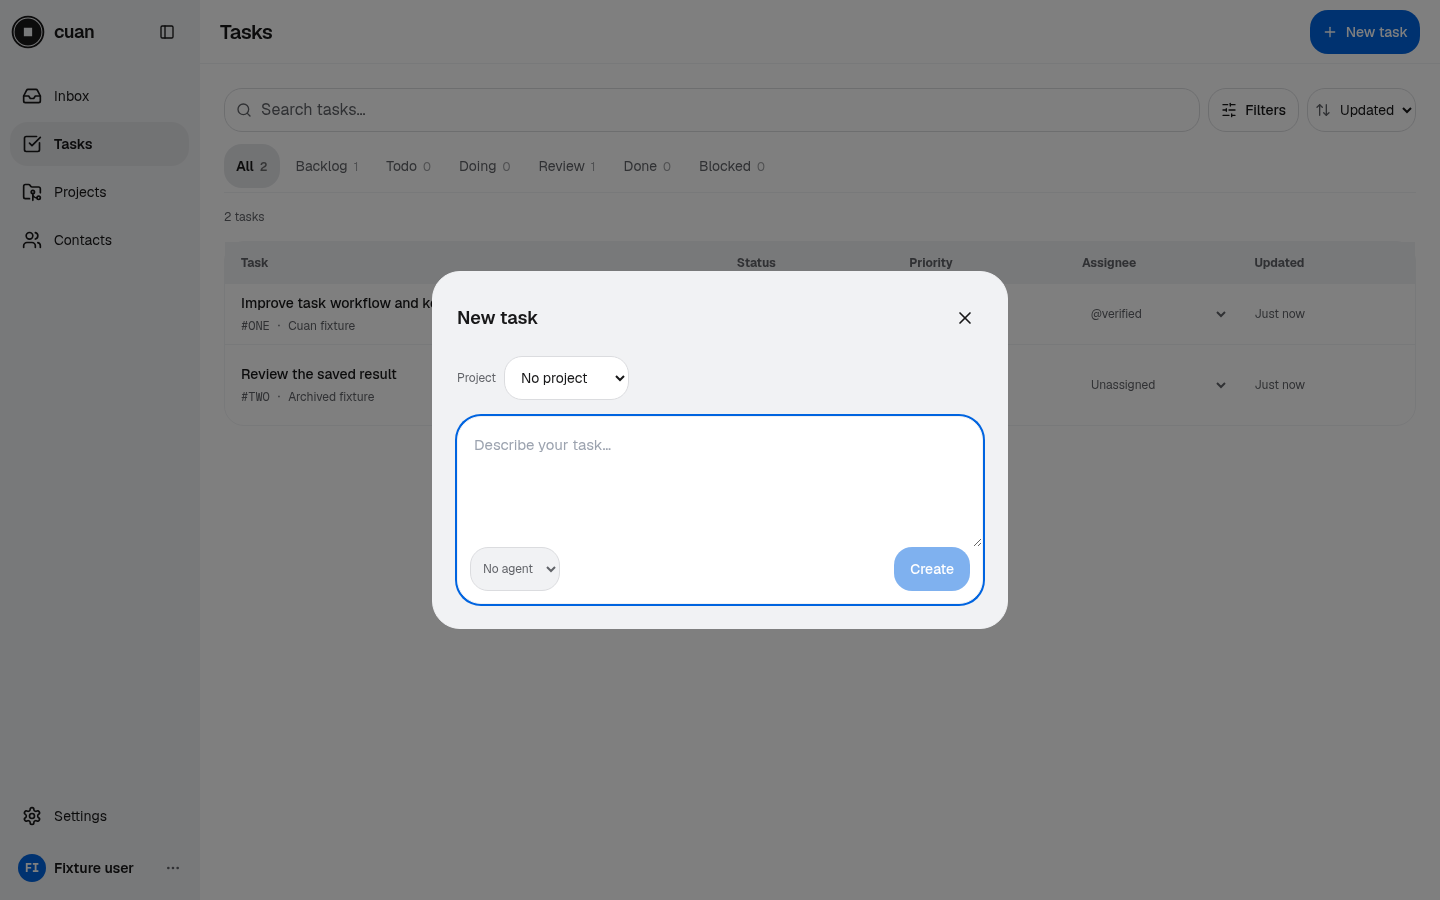 cuan
Tasks
New task
Inbox
Tasks
Projects
Contacts
Search tasks...
Filters
Updated
All 2
Backlog 1
Todo 0
Doing 0
Review 1
Done 0
Blocked 0
2 tasks
Task
Status
Priority
Assignee
Updated
Improve task workflow and
#ONE · Cuan fixture
@verified
Just now
Review the saved result
#TWO · Archived fixture
Unassigned
Just now
New task
Project
No project
Describe your task...
No agent
Create
Settings
FI
Fixture user